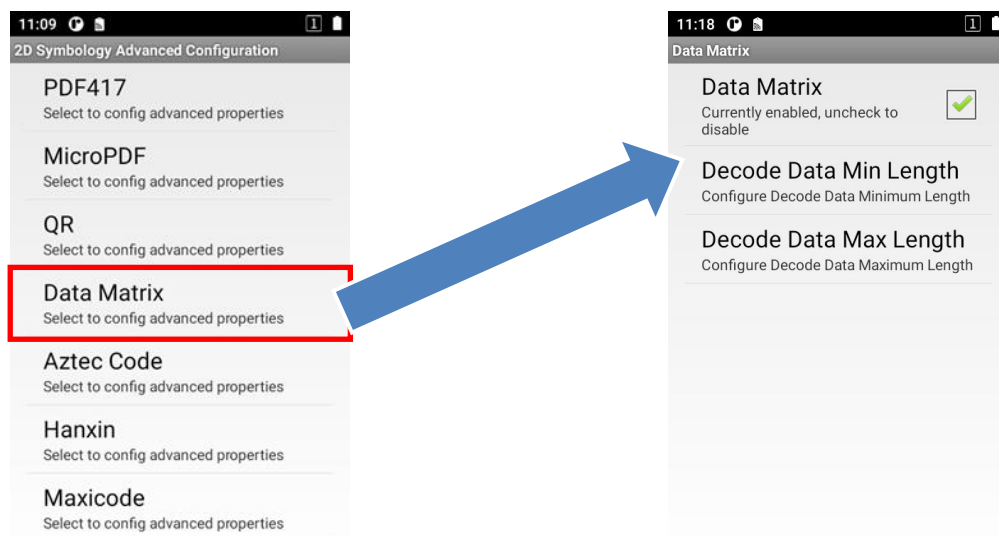 11:09
1
2D Symbology Advanced Configuration
PDF417
Select to config advanced properties
MicroPDF
Select to config advanced properties
QR
Select to config advanced properties
Data Matrix
Select to config advanced properties
Aztec Code
Select to config advanced properties
Hanxin
Select to config advanced properties
Maxicode
Select to config advanced properties
11:18
1
Data Matrix
Data Matrix
Currently enabled, uncheck to
disable
Decode Data Min Length
Configure Decode Data Minimum Length
Decode Data Max Length
Configure Decode Data Maximum Length